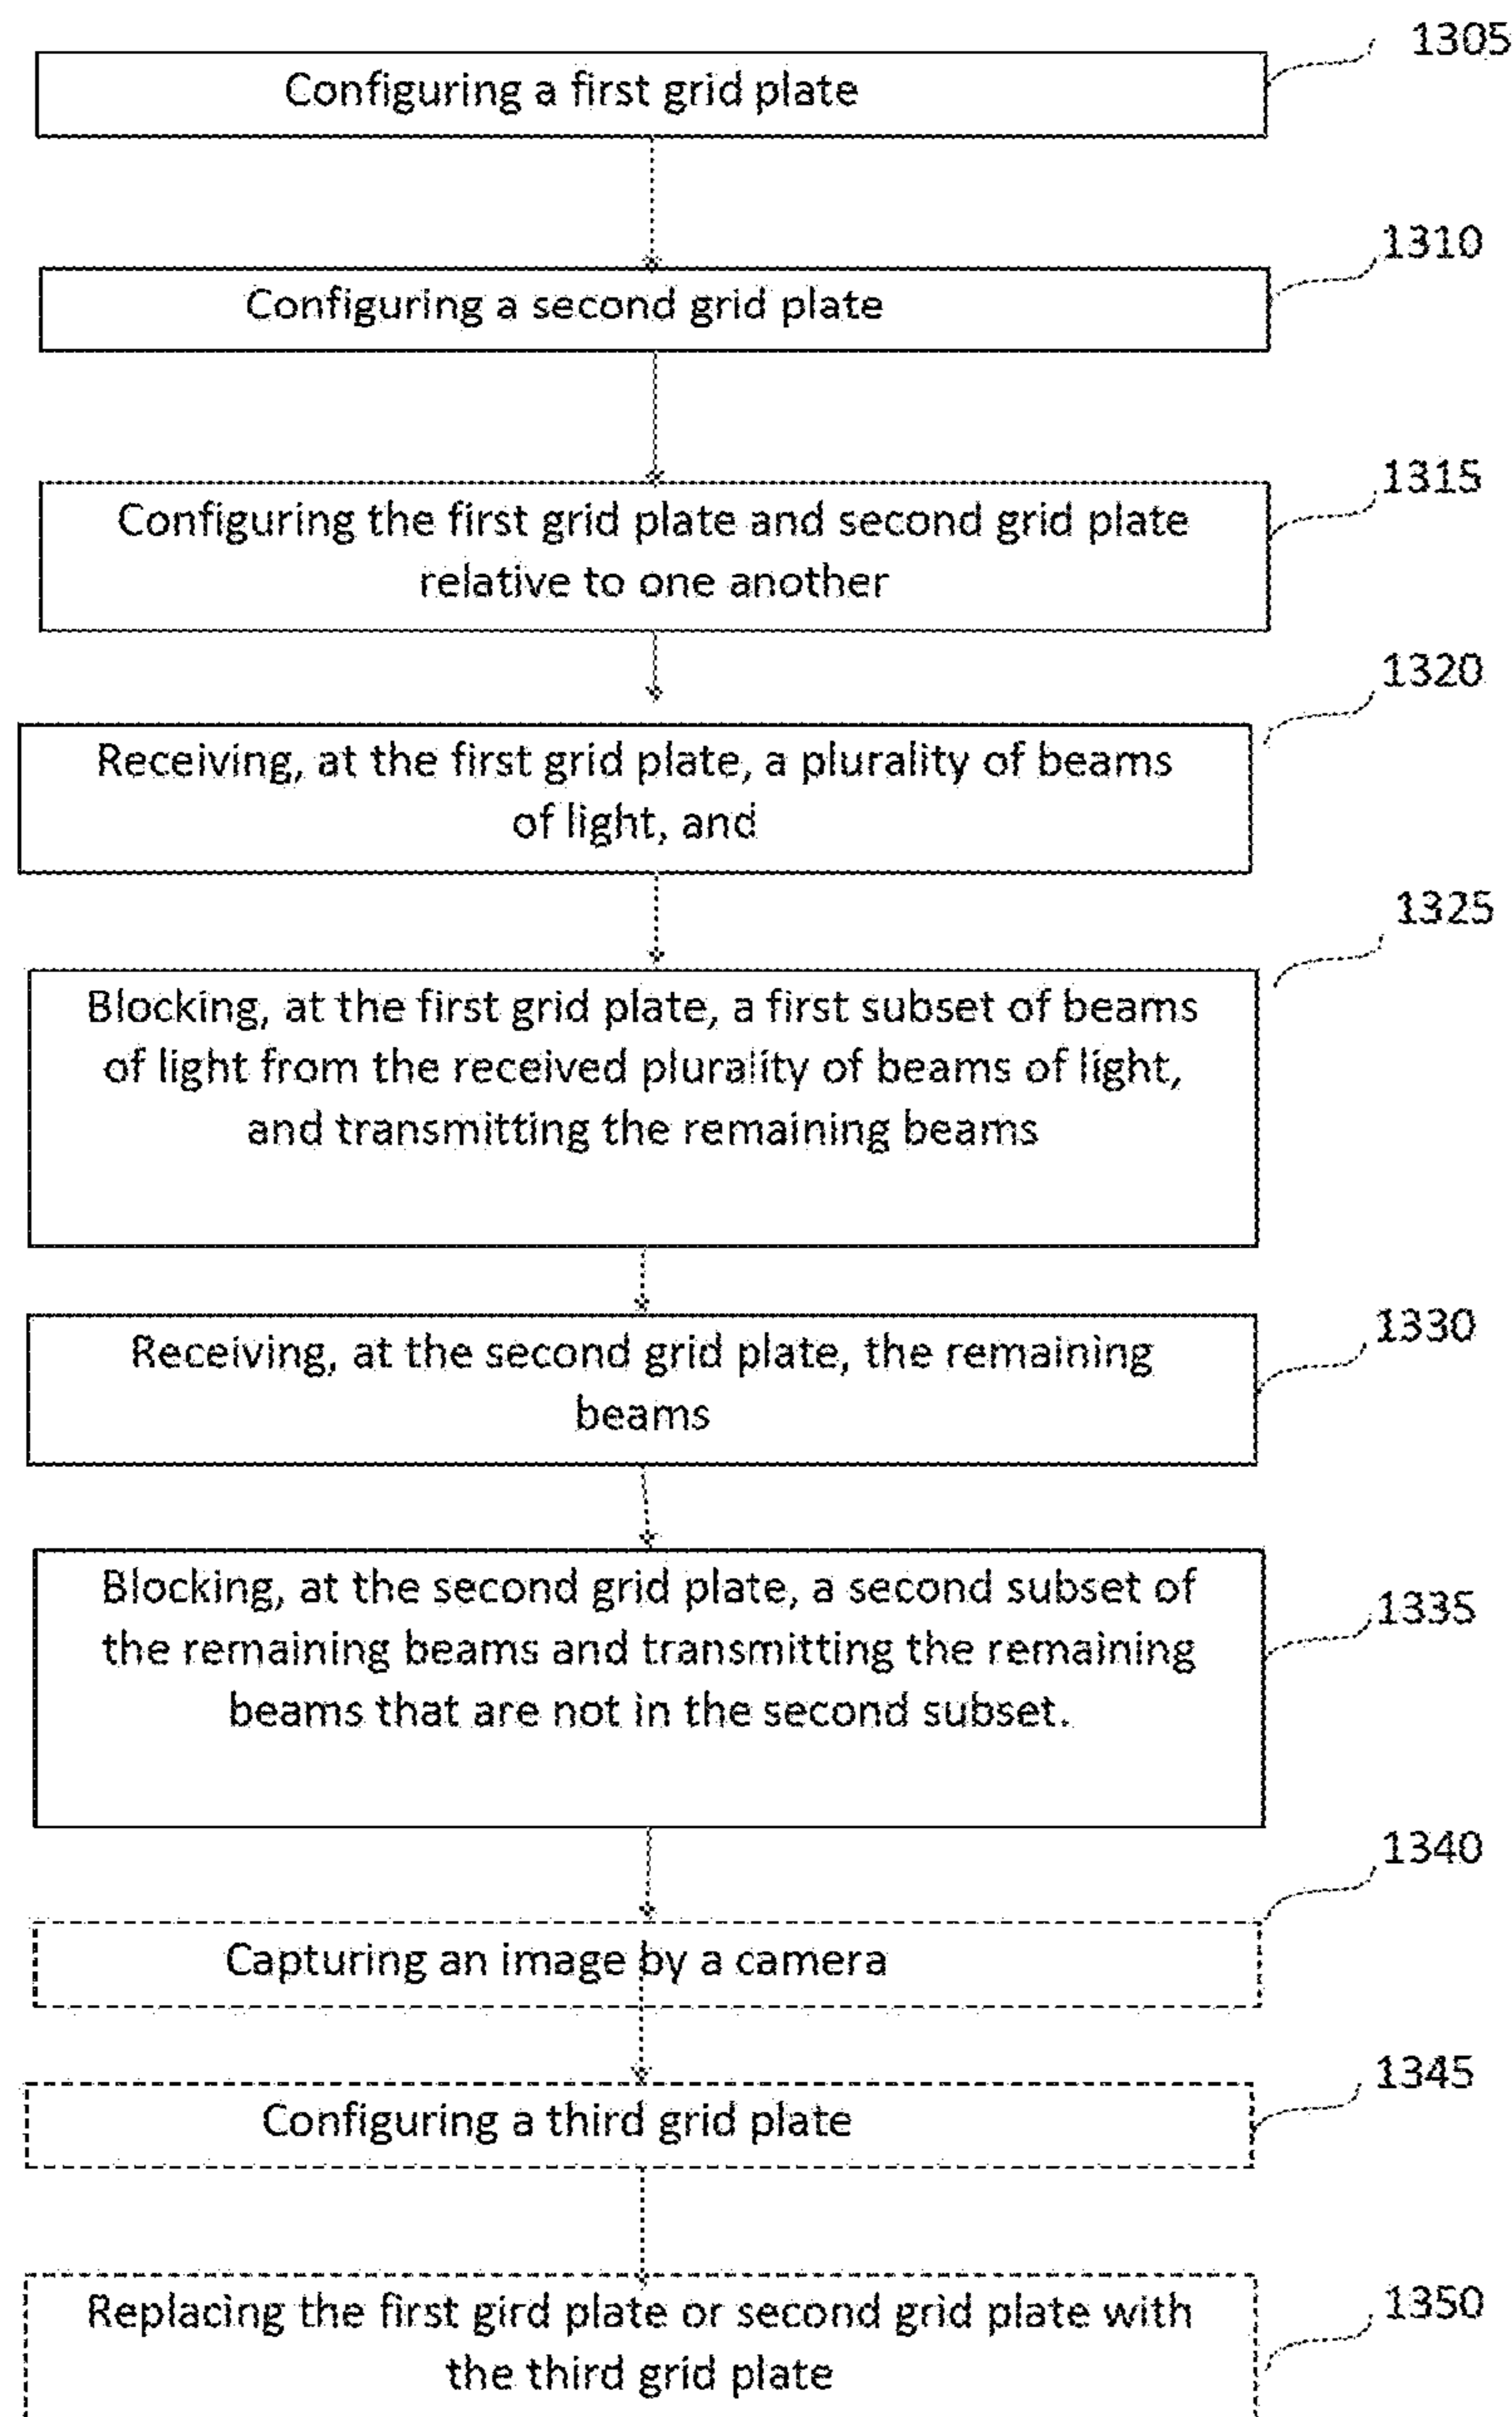 1305
Configuring a first grid plate
1310
Configuring a second grid plate
1315
Configuring the first grid plate and second grid plate
relative to one another
1320
Receiving, at the first grid plate, a plurality of beams
of light, and
1325
Blocking, at the first grid plate, a first subset of beams
of light from the received plurality of beams of light,
and transmitting the remaining beams
1330
Receiving, at the second grid plate, the remaining
beams
1335
Blocking, at the second grid plate, a second subset of
the remaining beams and transmitting the remaining
beams that are not in the second subset.
1340
Capturing an image by a camera
1345
Configuring a third grid plate
1350
Replacing the first gird plate or second grid plate with
the third grid plate